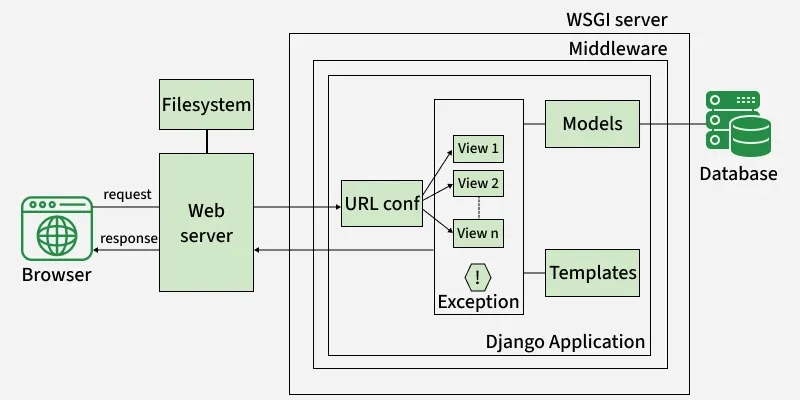 WSGI server
Middleware
Filesystem
Models
Database
View 1
View 2
View n
URL conf
Web
server
request
response
Browser
!
Exception
Templates
Django Application